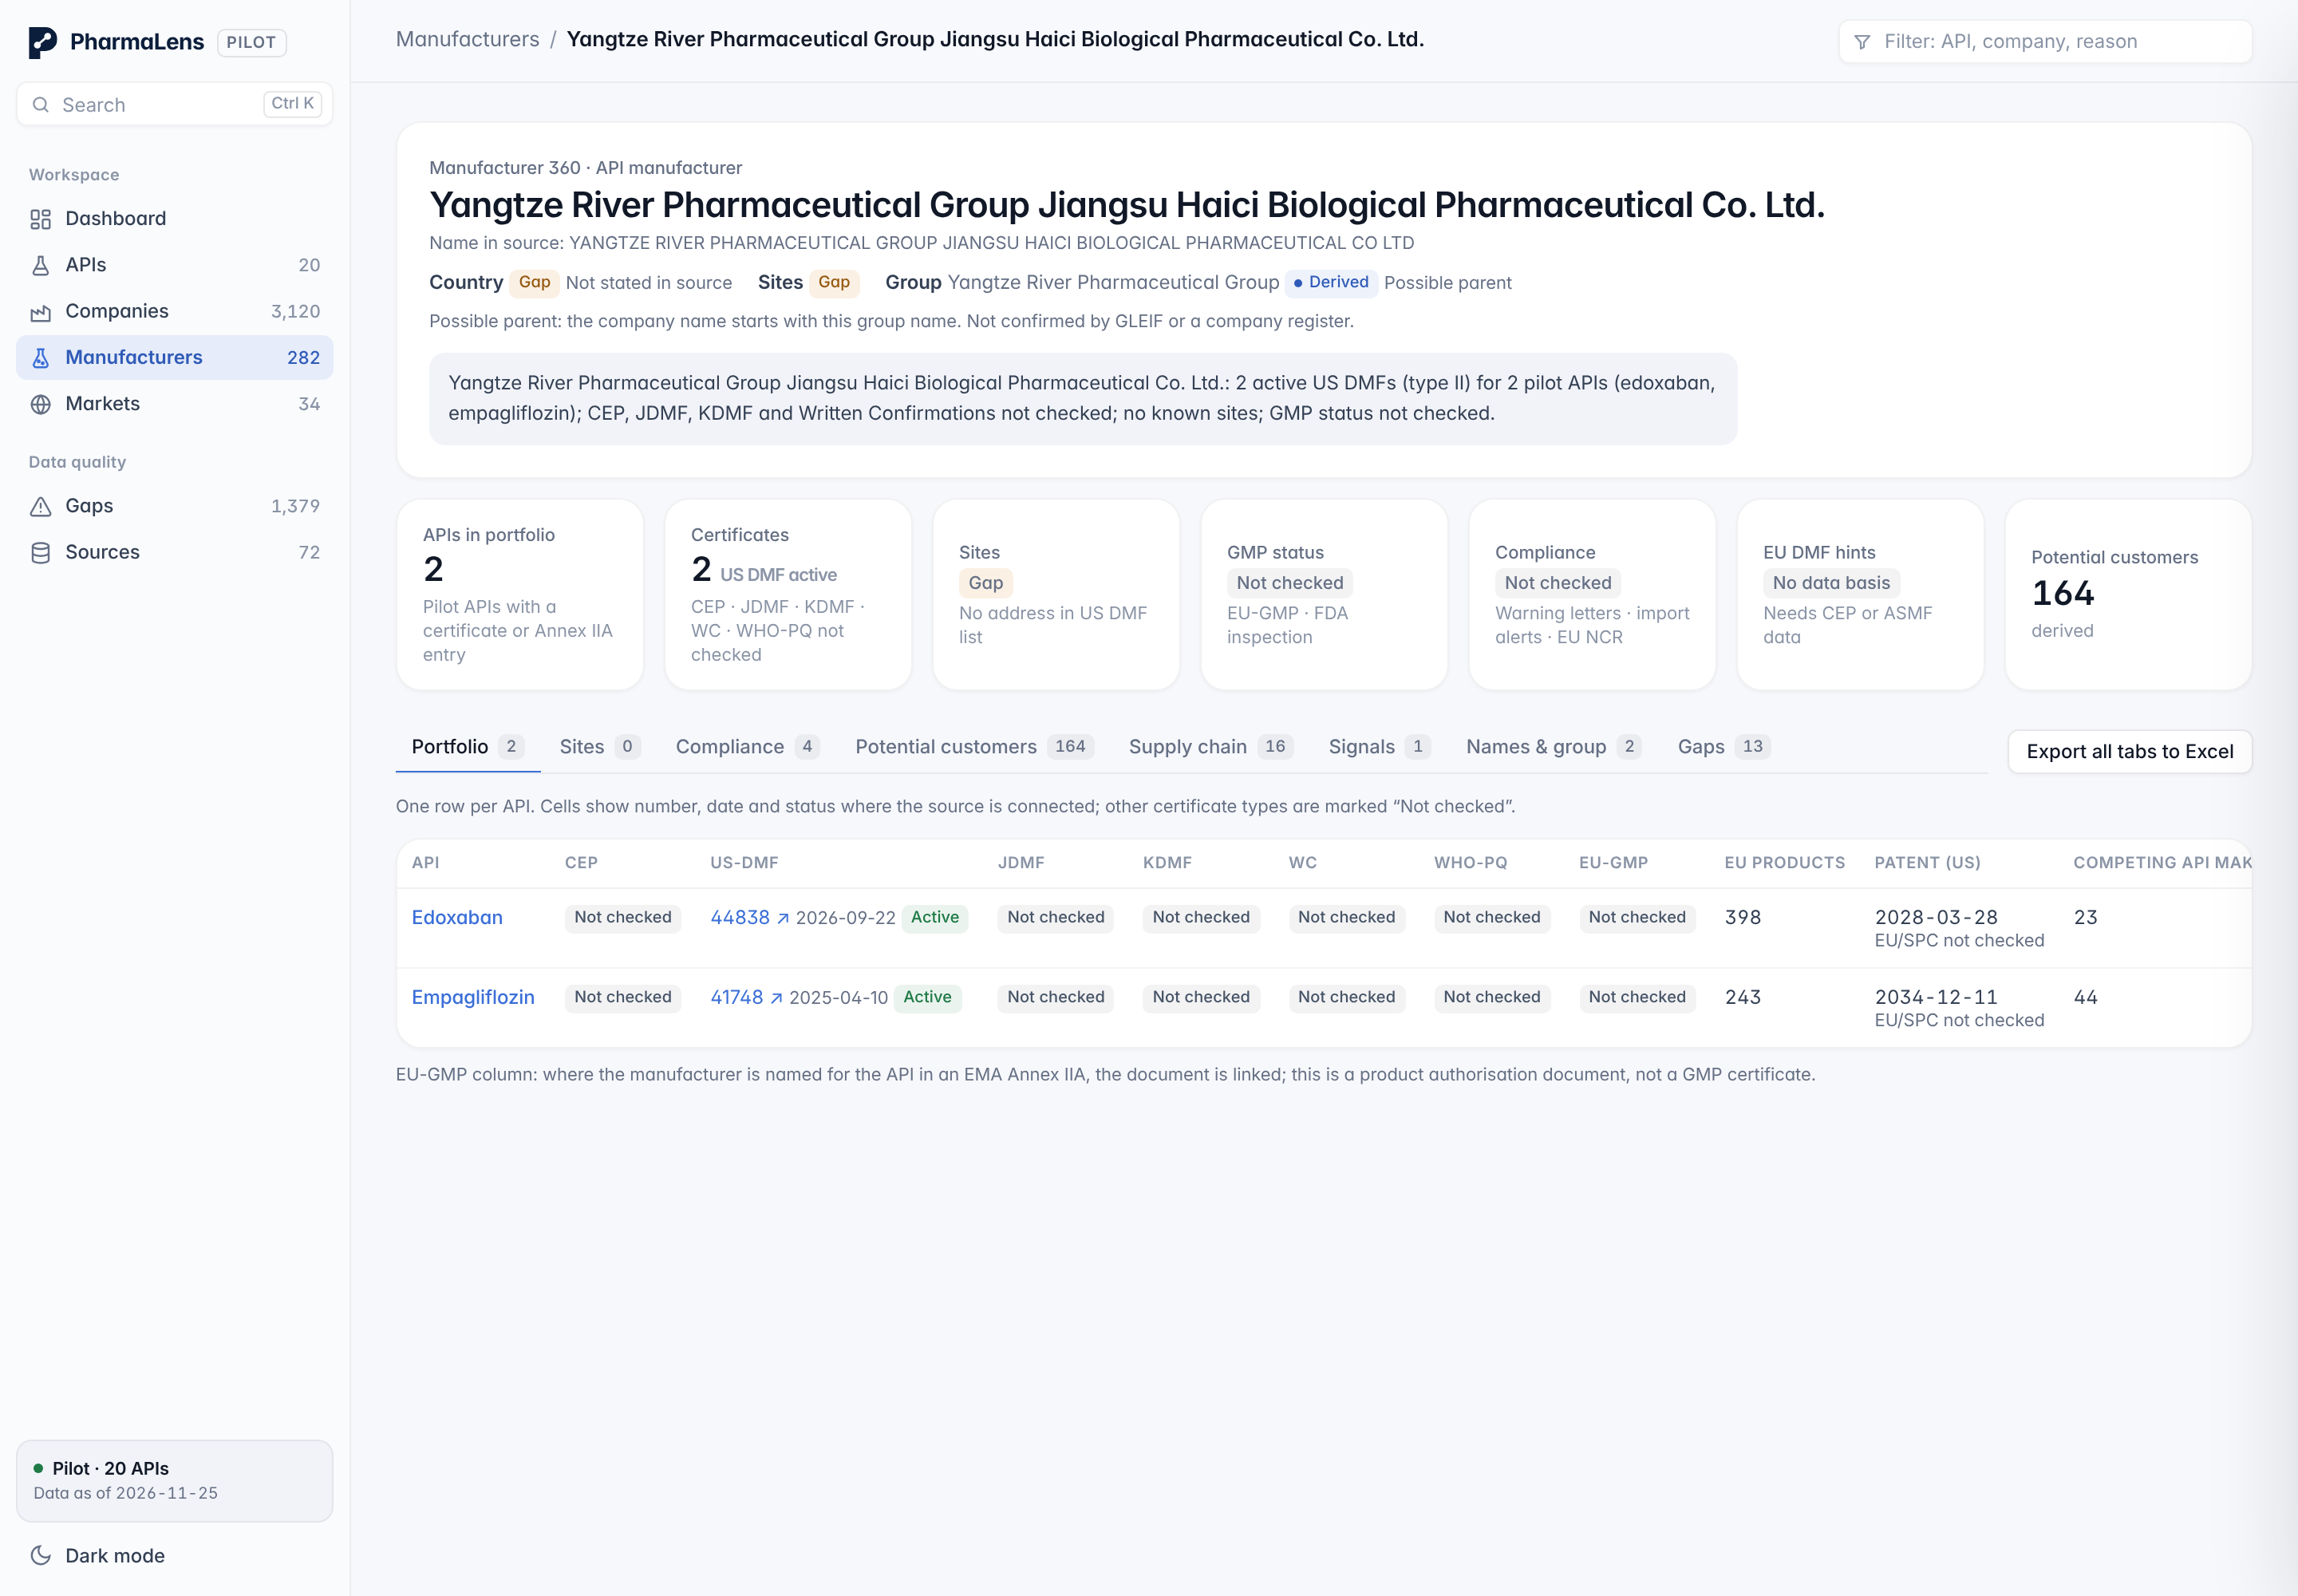 PharmaLens PILOT
Search Ctrl K
Workspace
Dashboard
APIs 20
Companies 3,120
Manufacturers 282
Markets 34
Data quality
Gaps 1,379
Sources 72
Pilot · 20 APIs
Data as of 2026-11-25
Dark mode
Manufacturers / Yangtze River Pharmaceutical Group Jiangsu Haici Biological Pharmaceutical Co. Ltd.
Filter: API, company, reason
Manufacturer 360 · API manufacturer
Yangtze River Pharmaceutical Group Jiangsu Haici Biological Pharmaceutical Co. Ltd.
Name in source: YANGTZE RIVER PHARMACEUTICAL GROUP JIANGSU HAICI BIOLOGICAL PHARMACEUTICAL CO LTD
Country Gap Not stated in source Sites Gap Group Yangtze River Pharmaceutical Group Derived Possible parent
Possible parent: the company name starts with this group name. Not confirmed by GLEIF or a company register.
Yangtze River Pharmaceutical Group Jiangsu Haici Biological Pharmaceutical Co. Ltd.: 2 active US DMFs (type II) for 2 pilot APIs (edoxaban,
empagliflozin); CEP, JDMF, KDMF and Written Confirmations not checked; no known sites; GMP status not checked.
APIs in portfolio
2
Pilot APIs with a
certificate or Annex IIA
entry
Certificates
2 US DMF active
CEP · JDMF · KDMF ·
WC · WHO-PQ not
checked
Sites
Gap
No address in US DMF
list
GMP status
Not checked
EU-GMP · FDA
inspection
Compliance
Not checked
Warning letters · import
alerts · EU NCR
EU DMF hints
No data basis
Needs CEP or ASMF
data
Potential customers
164
derived
Portfolio 2 Sites 0 Compliance 4 Potential customers 164 Supply chain 16 Signals 1 Names & group 2 Gaps 13
Export all tabs to Excel
One row per API. Cells show number, date and status where the source is connected; other certificate types are marked “Not checked”.
API CEP US-DMF JDMF KDMF WC WHO-PQ EU-GMP EU PRODUCTS PATENT (US) COMPETING API MAK
Edoxaban Not checked 44838 ↗ 2026-09-22 Active Not checked Not checked Not checked Not checked Not checked 398 2028-03-28 23
EU/SPC not checked
Empagliflozin Not checked 41748 ↗ 2025-04-10 Active Not checked Not checked Not checked Not checked Not checked 243 2034-12-11 44
EU/SPC not checked
EU-GMP column: where the manufacturer is named for the API in an EMA Annex IIA, the document is linked; this is a product authorisation document, not a GMP certificate.